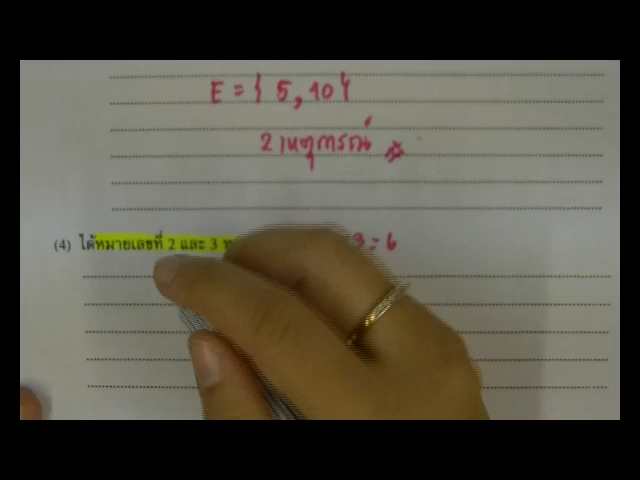 E = { 5, 10 }
2 เหตุการณ์
(4) ได้หมายเลขที่ 2 และ 3 3 = 6